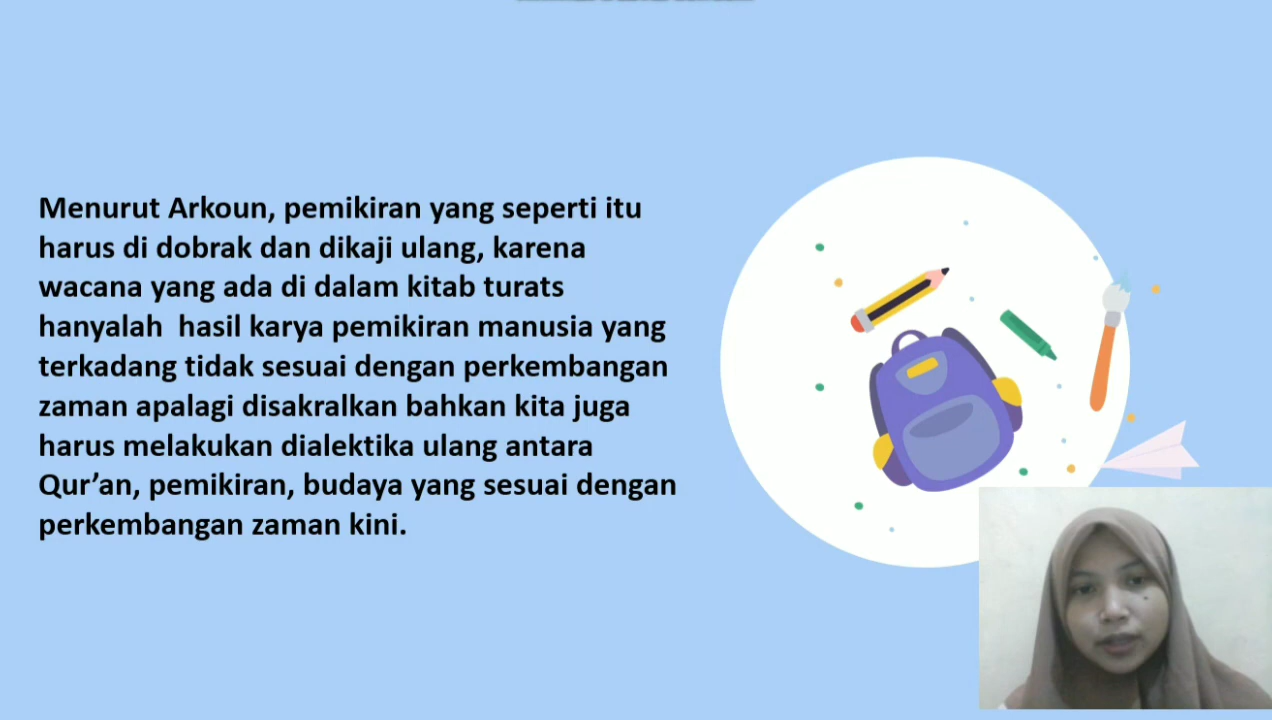 Menurut Arkoun, pemikiran yang seperti itu
harus di dobrak dan dikaji ulang, karena
wacana yang ada di dalam kitab turats
hanyalah  hasil karya pemikiran manusia yang
terkadang tidak sesuai dengan perkembangan
zaman apalagi disakralkan bahkan kita juga
harus melakukan dialektika ulang antara
Qur’an, pemikiran, budaya yang sesuai dengan
perkembangan zaman kini.